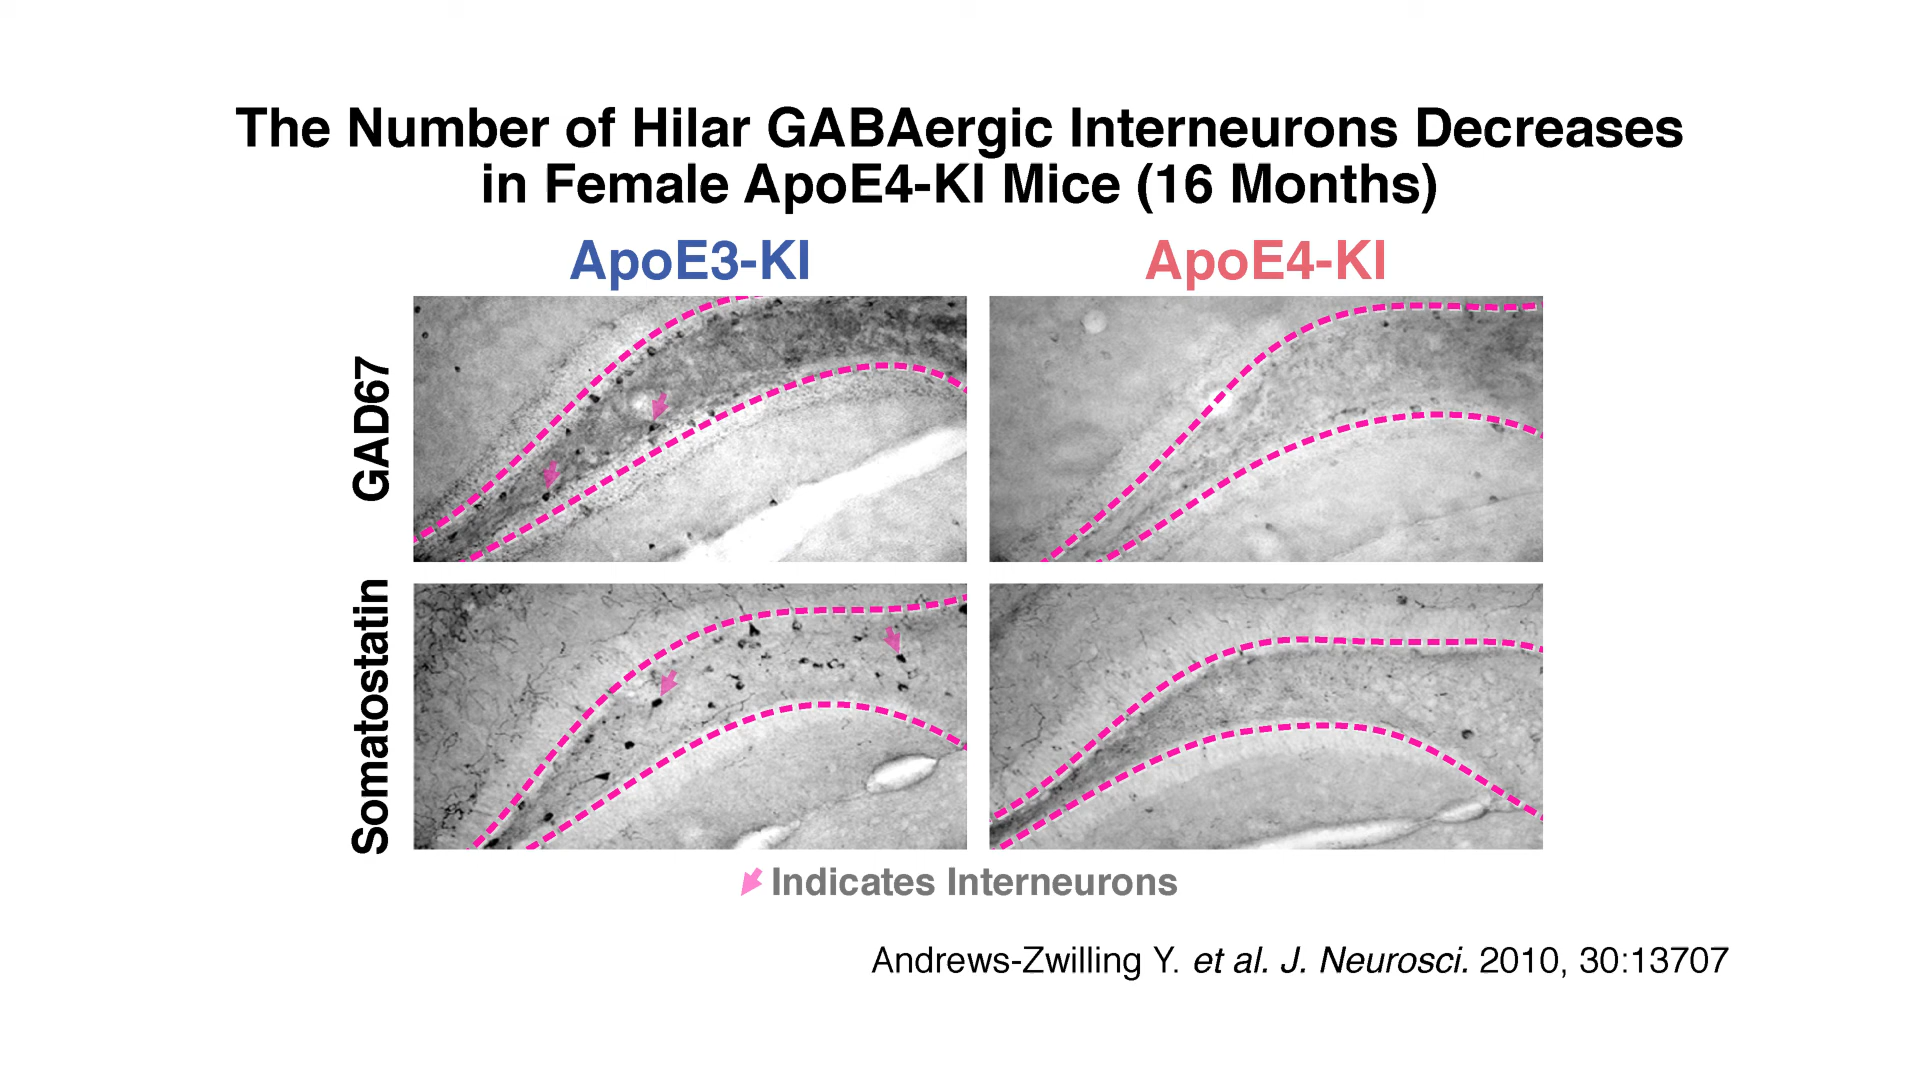 The Number of Hilar GABAergic Interneurons Decreases
in Female ApoE4-KI Mice (16 Months)
ApoE3-KI
ApoE4-KI
GAD67
Somatostatin
Indicates Interneurons
Andrews-Zwilling Y. et al. J. Neurosci. 2010, 30:13707